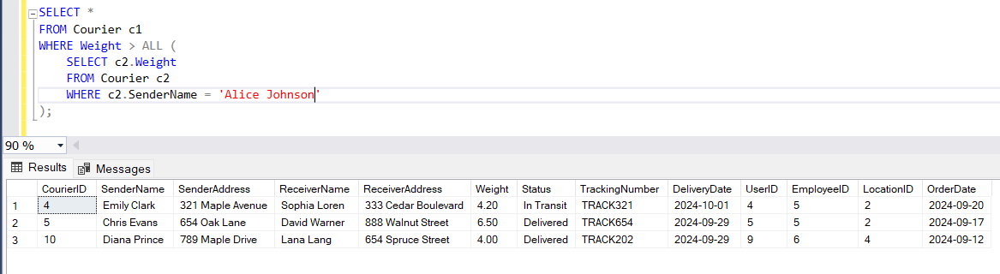 SELECT *
FROM Courier c1
WHERE Weight > ALL (
SELECT c2.Weight
FROM Courier c2
WHERE c2.SenderName = 'Alice Johnson'
);
90 %
Results Messages
CourierID SenderName SenderAddress ReceiverName ReceiverAddress Weight Status TrackingNumber DeliveryDate UserID EmployeeID LocationID OrderDate
1 4 Emily Clark 321 Maple Avenue Sophia Loren 333 Cedar Boulevard 4.20 In Transit TRACK321 2024-10-01 4 5 2 2024-09-20
2 5 Chris Evans 654 Oak Lane David Warner 888 Walnut Street 6.50 Delivered TRACK654 2024-09-29 5 5 2 2024-09-17
3 10 Diana Prince 789 Maple Drive Lana Lang 654 Spruce Street 4.00 Delivered TRACK202 2024-09-29 9 6 4 2024-09-12